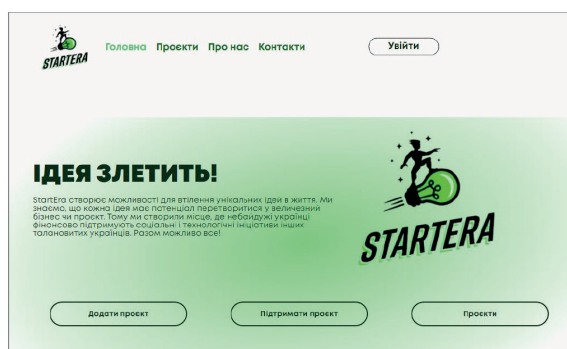 STARTERA
Головна Проєкти Про нас Контакти
Увійти
ІДЕЯ ЗЛЕТИТЬ!
StartEra створює можливості для втілення унікальних ідей в життя. Ми
знаємо, що кожна ідея має потенціал перетворитися у величезний
бізнес чи проєкт. Тому ми створили місце, де небайдужі українці
фінансово підтримують соціальні і технологічні ініціативи інших
талановитих українців. Разом можливо все!
STARTERA
Додати проєкт
Підтримати проєкт
Проєкти